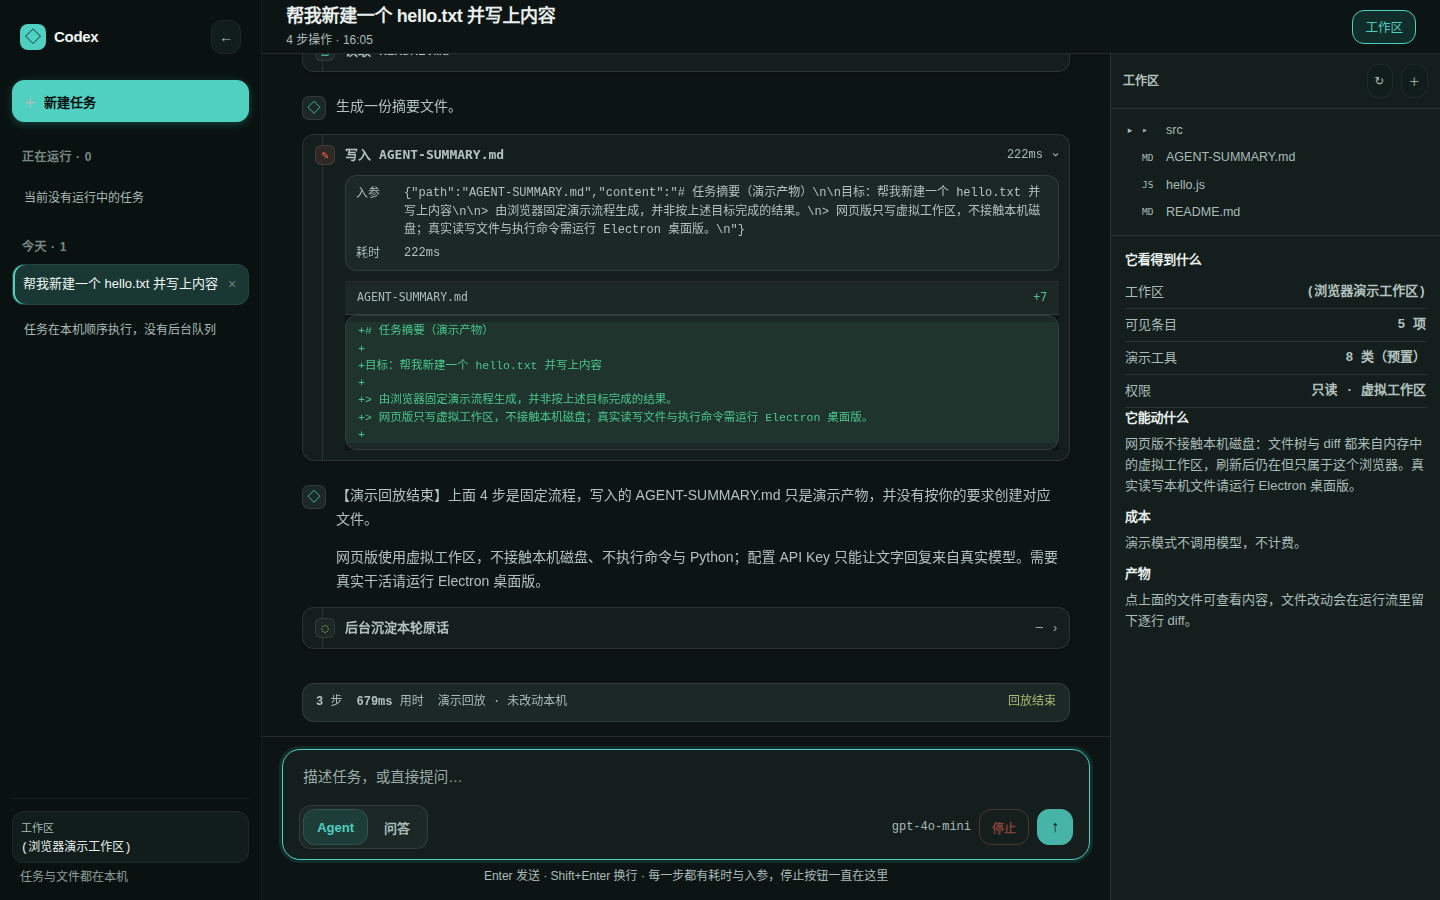 Codex
←
＋ 新建任务
正在运行 · 0
当前没有运行中的任务
今天 · 1
帮我新建一个 hello.txt 并写上内容 ×
任务在本机顺序执行，没有后台队列
工作区
(浏览器演示工作区)
任务与文件都在本机
帮我新建一个 hello.txt 并写上内容
4 步操作 · 16:05
工作区
生成一份摘要文件。
写入 AGENT-SUMMARY.md 222ms
入参 {"path":"AGENT-SUMMARY.md","content":"# 任务摘要（演示产物）\n\n目标：帮我新建一个 hello.txt 并
写上内容\n\n> 由浏览器固定演示流程生成，并非按上述目标完成的结果。\n> 网页版只写虚拟工作区，不接触本机磁
盘；真实读写文件与执行命令需运行 Electron 桌面版。\n"}
耗时 222ms
AGENT-SUMMARY.md +7
+# 任务摘要（演示产物）
+
+目标：帮我新建一个 hello.txt 并写上内容
+
+> 由浏览器固定演示流程生成，并非按上述目标完成的结果。
+> 网页版只写虚拟工作区，不接触本机磁盘；真实读写文件与执行命令需运行 Electron 桌面版。
+
【演示回放结束】上面 4 步是固定流程，写入的 AGENT-SUMMARY.md 只是演示产物，并没有按你的要求创建对应
文件。
网页版使用虚拟工作区，不接触本机磁盘、不执行命令与 Python；配置 API Key 只能让文字回复来自真实模型。需要
真实干活请运行 Electron 桌面版。
后台沉淀本轮原话 — ›
3 步 679ms 用时 演示回放 · 未改动本机 回放结束
描述任务，或直接提问…
Agent 问答 gpt-4o-mini 停止 ↑
Enter 发送 · Shift+Enter 换行 · 每一步都有耗时与入参，停止按钮一直在这里
工作区 ↻ ＋
▸ ▸ src
MD AGENT-SUMMARY.md
JS hello.js
MD README.md
它看得到什么
工作区 (浏览器演示工作区)
可见条目 5 项
演示工具 8 类（预置）
权限 只读 · 虚拟工作区
它能动什么
网页版不接触本机磁盘：文件树与 diff 都来自内存中
的虚拟工作区，刷新后仍在但只属于这个浏览器。真
实读写本机文件请运行 Electron 桌面版。
成本
演示模式不调用模型，不计费。
产物
点上面的文件可查看内容，文件改动会在运行流里留
下逐行 diff。